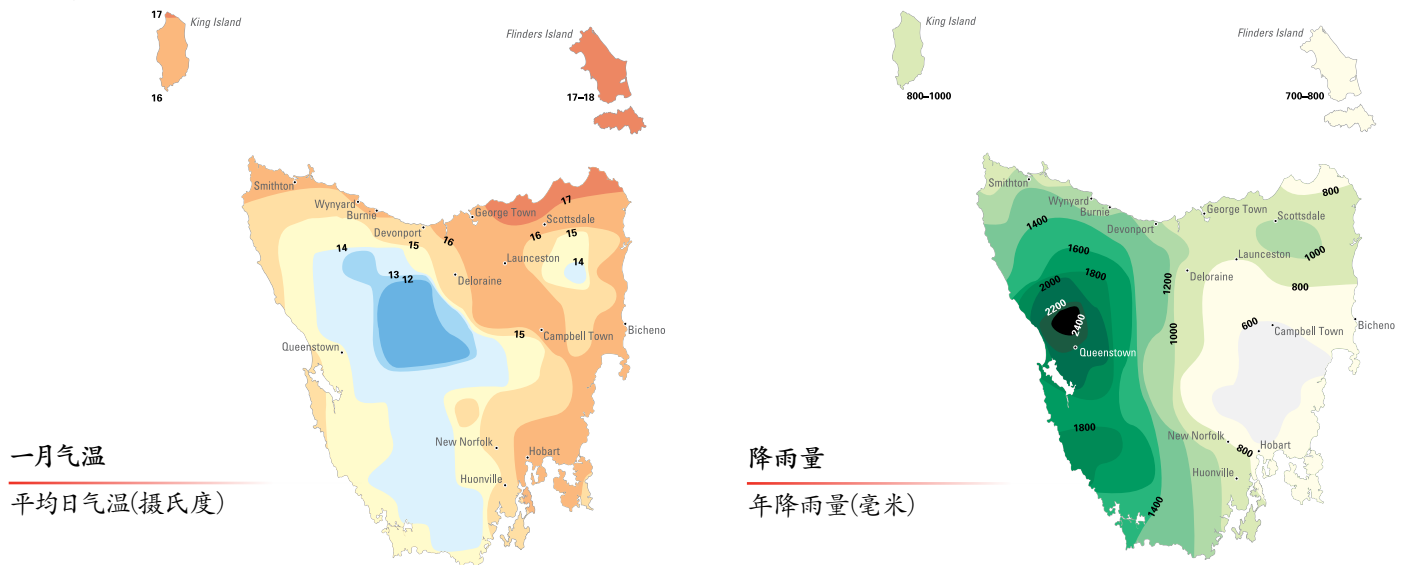 17
King Island
16
Flinders Island
17–18
Smithton
Wynyard
Burnie
Devonport
George Town
17
Scottsdale
16
15
16
15
14
13
12
14
Launceston
Deloraine
15
Campbell Town
Bicheno
Queenstown
New Norfolk
Hobart
Huonville
一月气温
平均日气温(摄氏度)
King Island
800–1000
Flinders Island
700–800
Smithton
Wynyard
Burnie
Devonport
George Town
800
Scottsdale
1400
1600
1800
2000
2200
2400
1200
1000
1000
Launceston
Deloraine
800
600
Campbell Town
Bicheno
Queenstown
1800
New Norfolk
800
Hobart
Huonville
1400
降雨量
年降雨量(毫米)